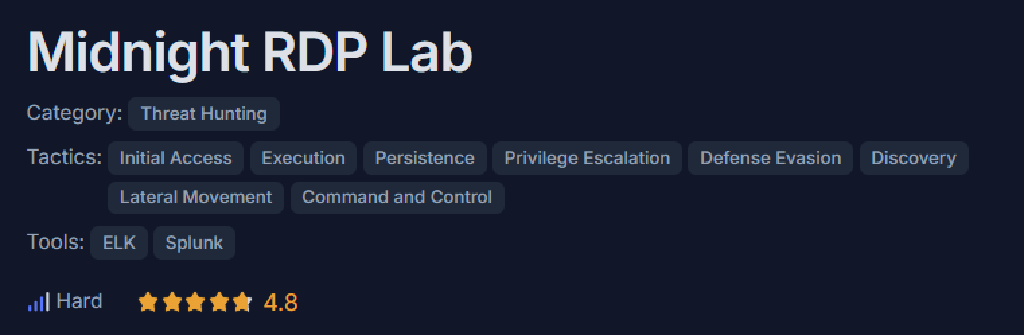 Midnight RDP Lab
Category: Threat Hunting
Tactics: Initial Access Execution Persistence Privilege Escalation Defense Evasion Discovery
Lateral Movement Command and Control
Tools: ELK Splunk
Hard 4.8